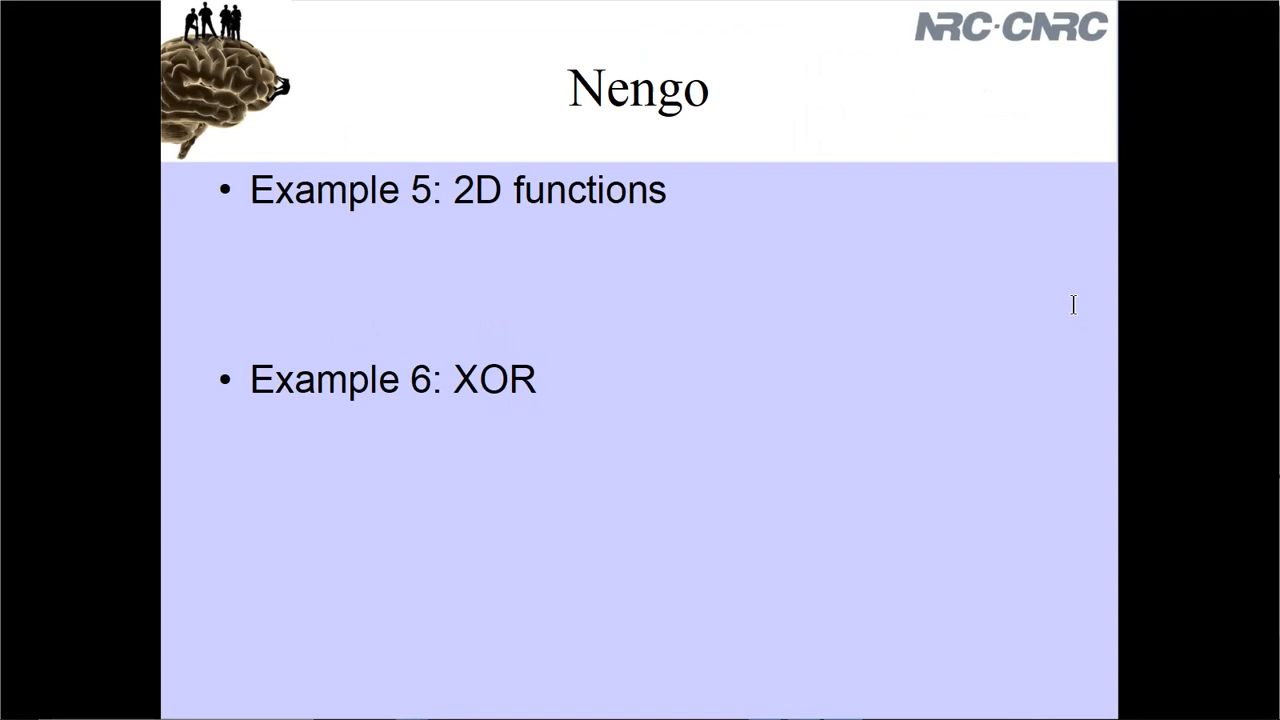 NRC·CNRC
Nengo
• Example 5: 2D functions
• Example 6: XOR